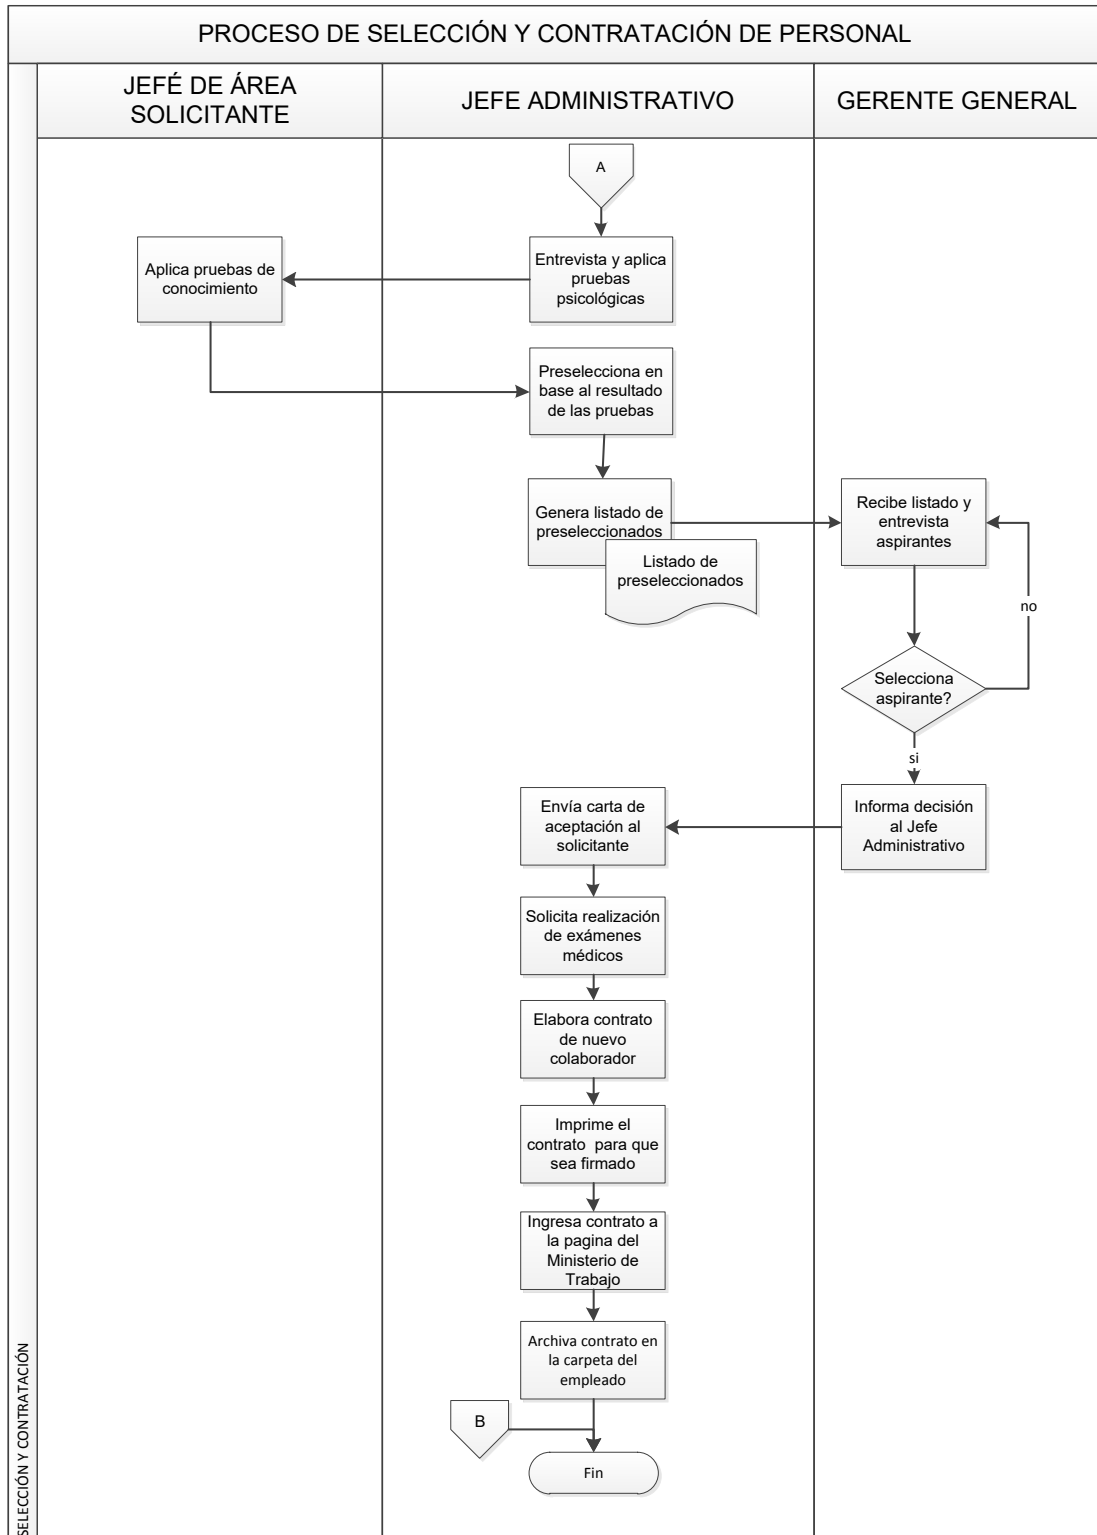 PROCESO DE SELECCIÓN Y CONTRATACIÓN DE PERSONAL
JEFÉ DE ÁREA
SOLICITANTE
JEFE ADMINISTRATIVO
GERENTE GENERAL
A
Aplica pruebas de
conocimiento
Entrevista y aplica
pruebas
psicológicas
Preselecciona en
base al resultado
de las pruebas
Genera listado de
preseleccionados
Listado de
preseleccionados
Recibe listado y
entrevista
aspirantes
no
Selecciona
aspirante?
si
Informa decisión
al Jefe
Administrativo
Envía carta de
aceptación al
solicitante
Solicita realización
de exámenes
médicos
Elabora contrato
de nuevo
colaborador
Imprime el
contrato  para que
sea firmado
Ingresa contrato a
la pagina del
Ministerio de
Trabajo
Archiva contrato en
la carpeta del
empleado
B
Fin
SELECCIÓN Y CONTRATACIÓN